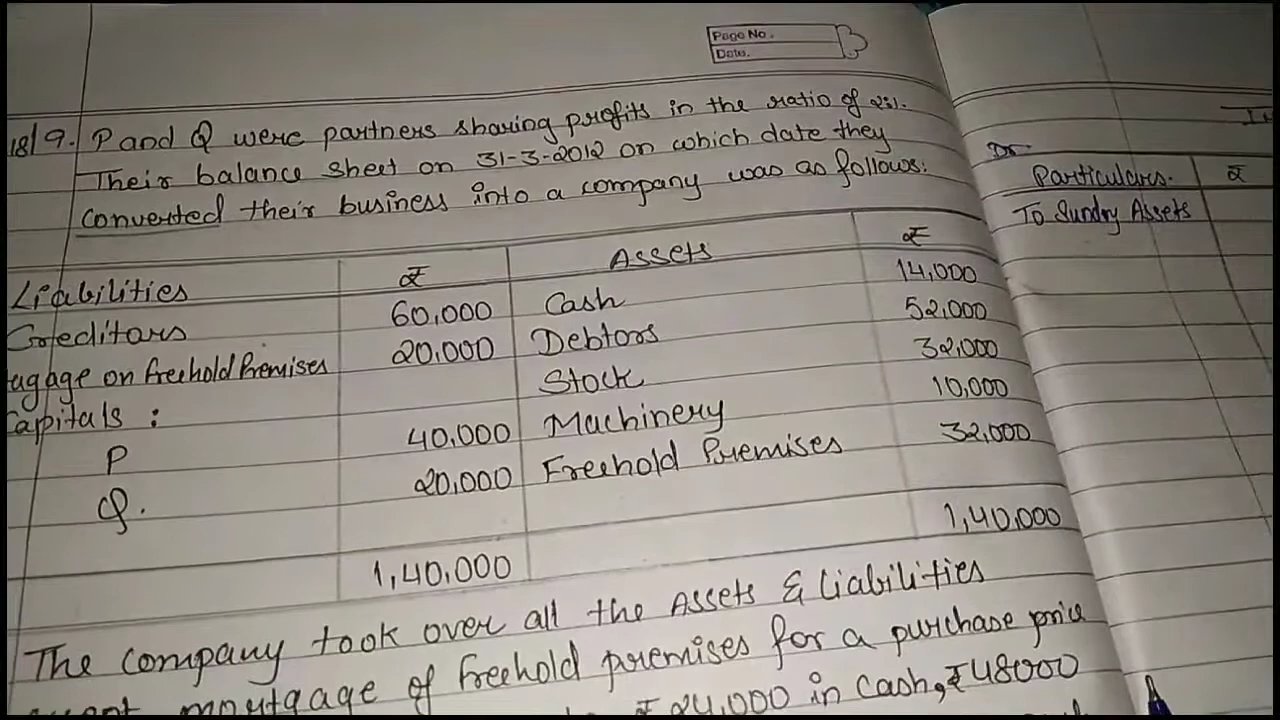 Page No.
Date.
18/9. P and Q were partners sharing profits in the ratio of 2:1.
Their balance sheet on 31-3-2012 on which date they
converted their business into a company was as follows:
Liabilities ₹ Assets ₹
Creditors 60,000 Cash 14,000
agage on freehold Premises 20,000 Debtors 52,000
Capitals : Stock 32,000
P 40,000 Machinery 10,000
Q. 20,000 Freehold Premises 32,000
1,40,000 1,40,000
The company took over all the Assets & liabilities
mortgage of freehold premises for a purchase price
₹ 24,000 in cash, ₹48000
Dr.
Particulars. ₹
To Sundry Assets